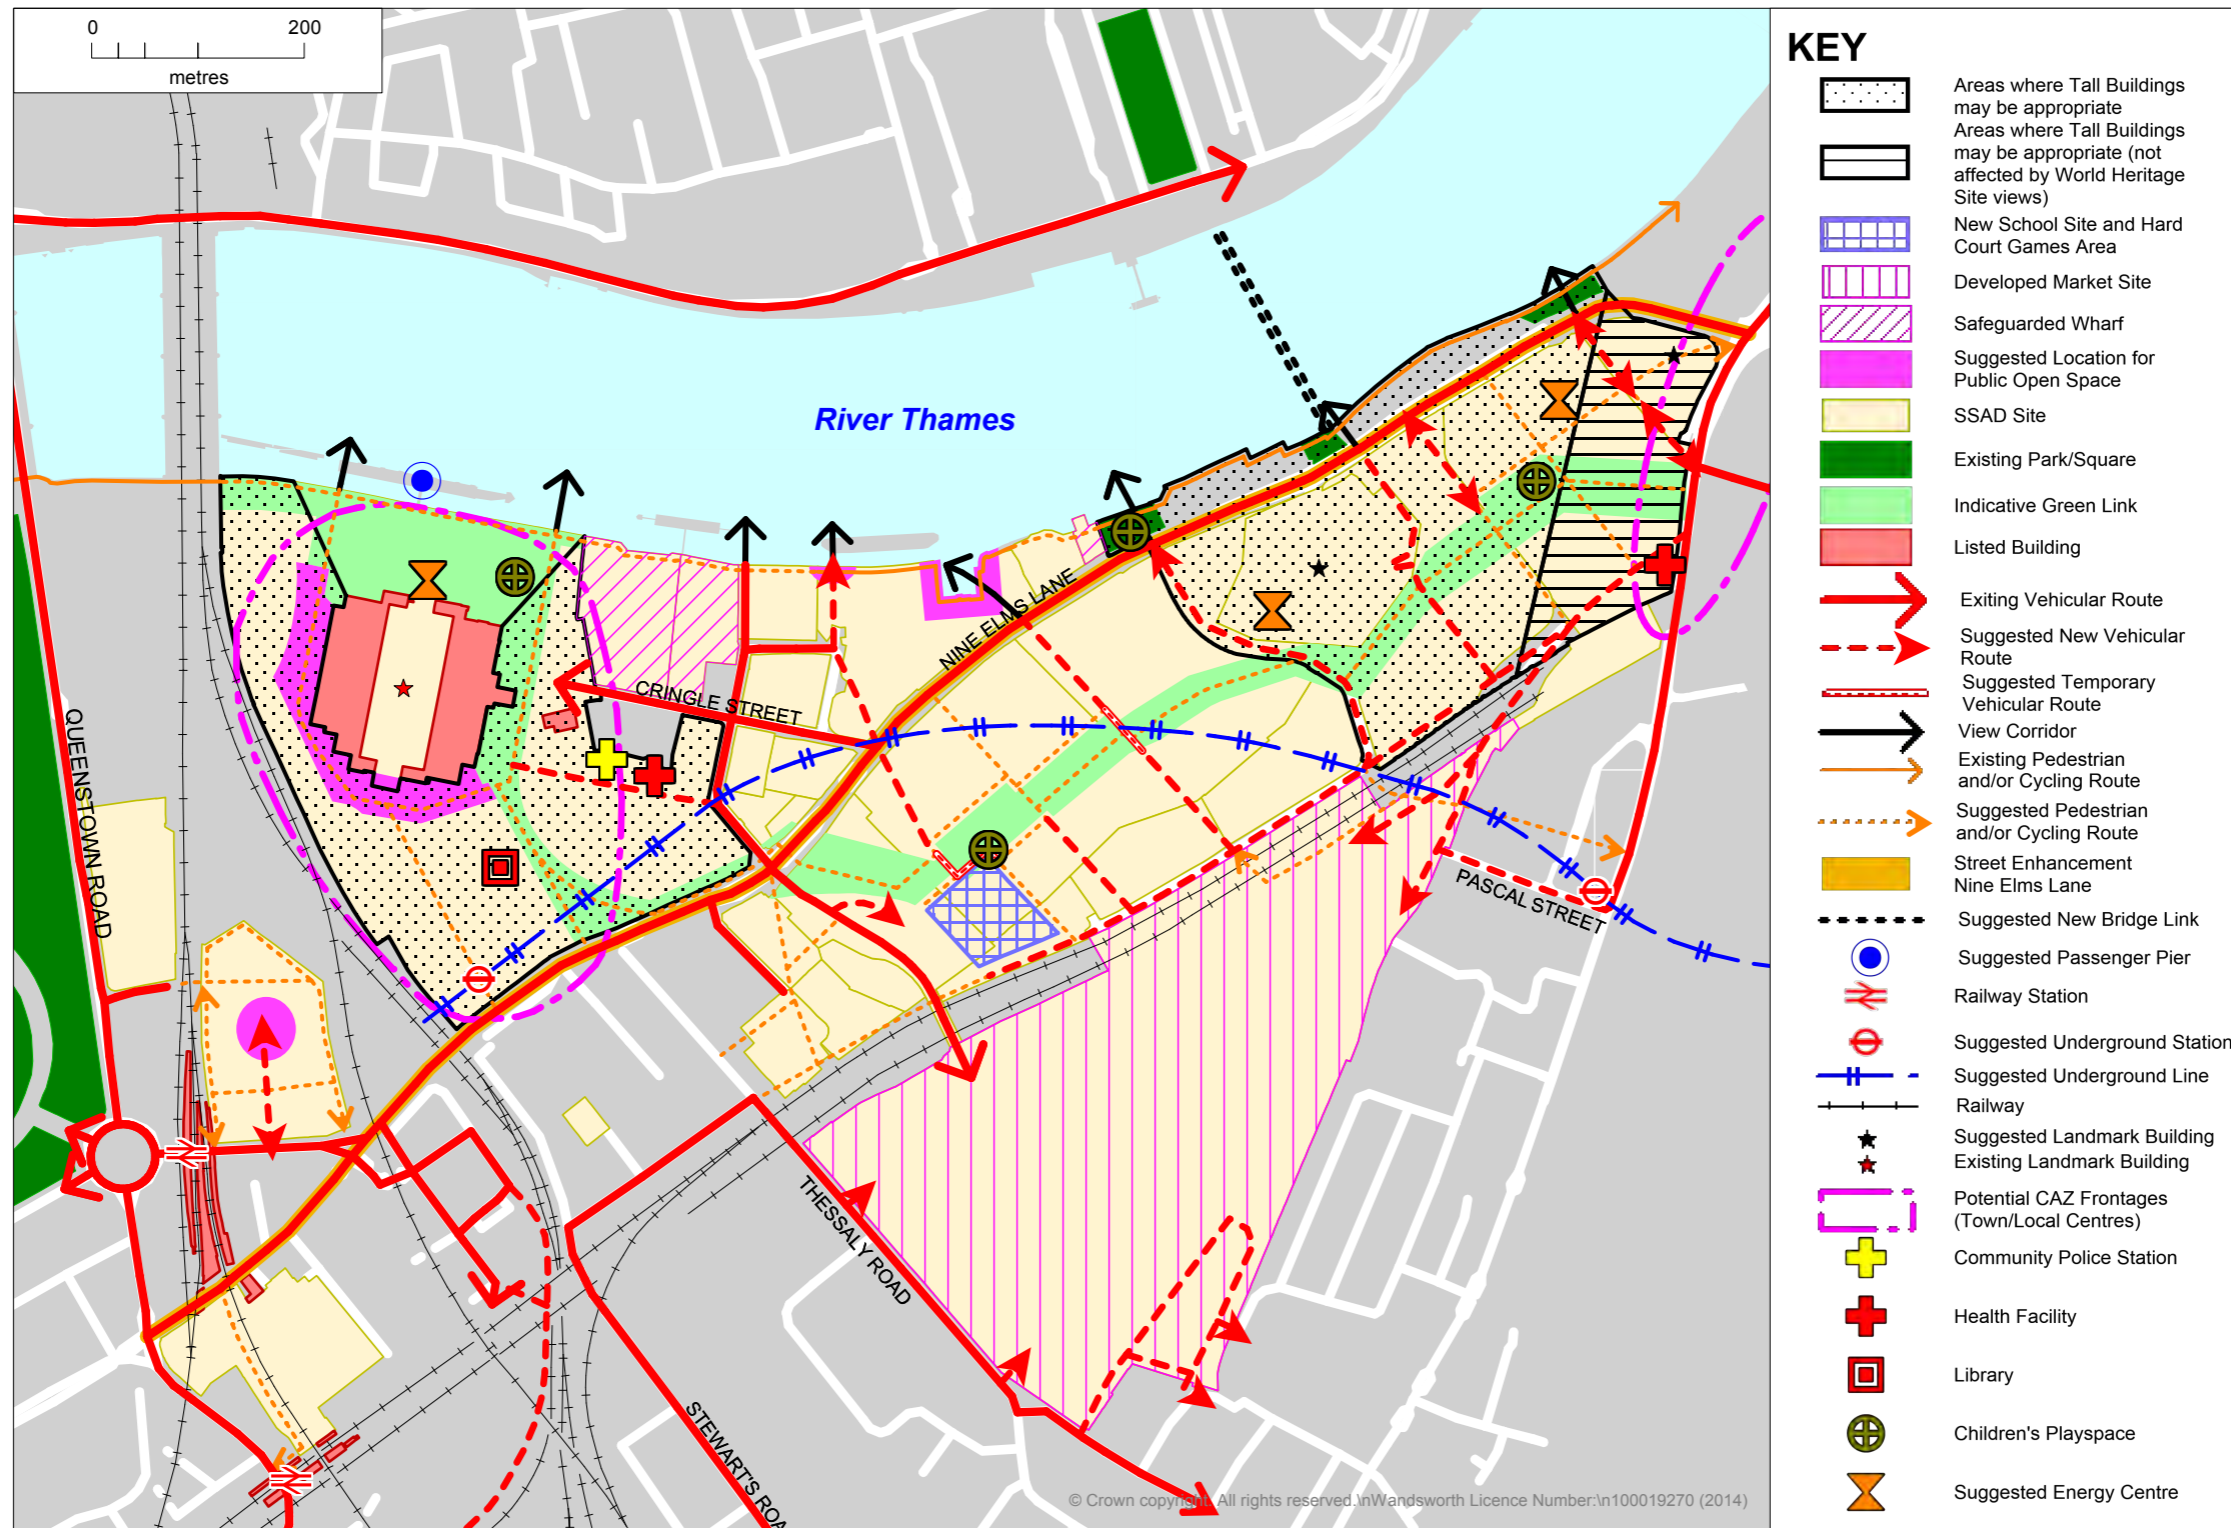 0 200
metres
River Thames
NINE ELMS LANE
CRINGLE STREET
QUEENSTOWN ROAD
PASCAL STREET
THESSALY ROAD
STEWART'S ROA
© Crown copyright. All rights reserved.\nWandsworth Licence Number:\n100019270 (2014)
KEY
Areas where Tall Buildings
may be appropriate
Areas where Tall Buildings
may be appropriate (not
affected by World Heritage
Site views)
New School Site and Hard
Court Games Area
Developed Market Site
Safeguarded Wharf
Suggested Location for
Public Open Space
SSAD Site
Existing Park/Square
Indicative Green Link
Listed Building
Exiting Vehicular Route
Suggested New Vehicular
Route
Suggested Temporary
Vehicular Route
View Corridor
Existing Pedestrian
and/or Cycling Route
Suggested Pedestrian
and/or Cycling Route
Street Enhancement
Nine Elms Lane
Suggested New Bridge Link
Suggested Passenger Pier
Railway Station
Suggested Underground Station
Suggested Underground Line
Railway
Suggested Landmark Building
Existing Landmark Building
Potential CAZ Frontages
(Town/Local Centres)
Community Police Station
Health Facility
Library
Children's Playspace
Suggested Energy Centre